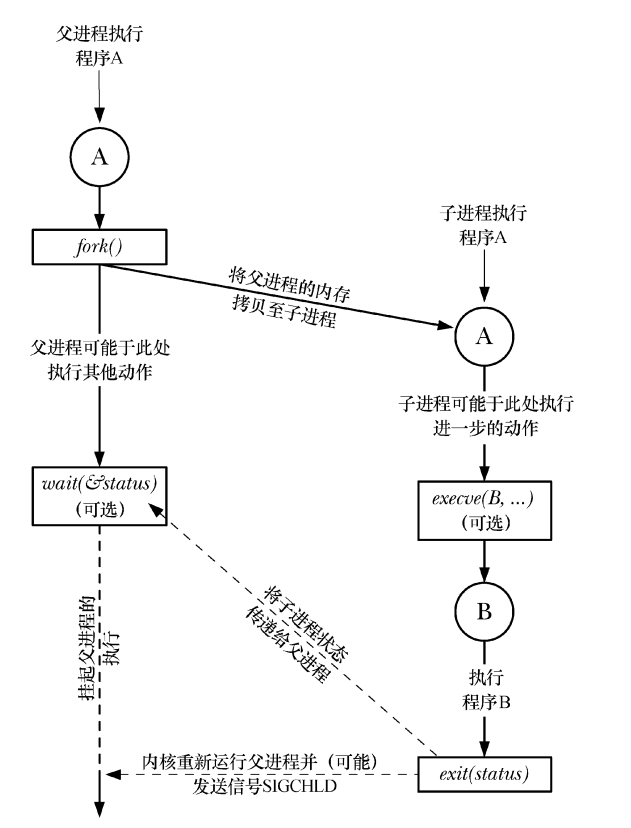 父进程执行
程序A
A
fork()
子进程执行
程序A
将父进程的内存
拷贝至子进程
A
父进程可能于此处
执行其他动作
子进程可能于此处执行
进一步的动作
wait(&status)
(可选)
execve(B, ...)
(可选)
B
将子进程状态
传递给父进程
挂起父进程的
执行
执行
程序B
内核重新运行父进程并（可能）
发送信号SIGCHLD
exit(status)